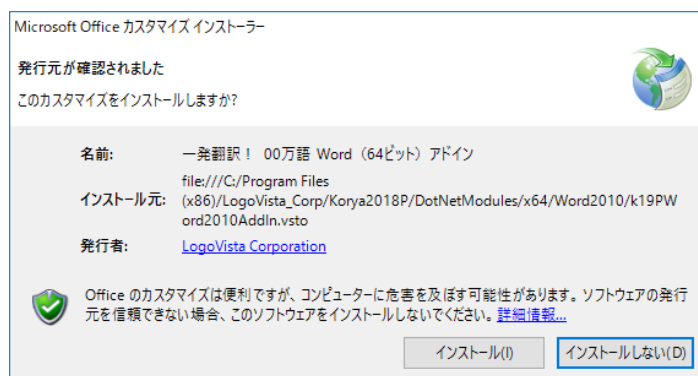 Microsoft Office カスタマイズ インストーラー
発行元が確認されました
このカスタマイズをインストールしますか?
名前: 一発翻訳！ 00万語 Word（64ビット）アドイン
インストール元: file:///C:/Program Files
(x86)/LogoVista_Corp/Korya2018P/DotNetModules/x64/Word2010/k19PW
ord2010AddIn.vsto
発行者: LogoVista Corporation
Office のカスタマイズは便利ですが、コンピューターに危害を及ぼす可能性があります。ソフトウェアの発行
元を信頼できない場合、このソフトウェアをインストールしないでください。詳細情報...
インストール(I) インストールしない(D)